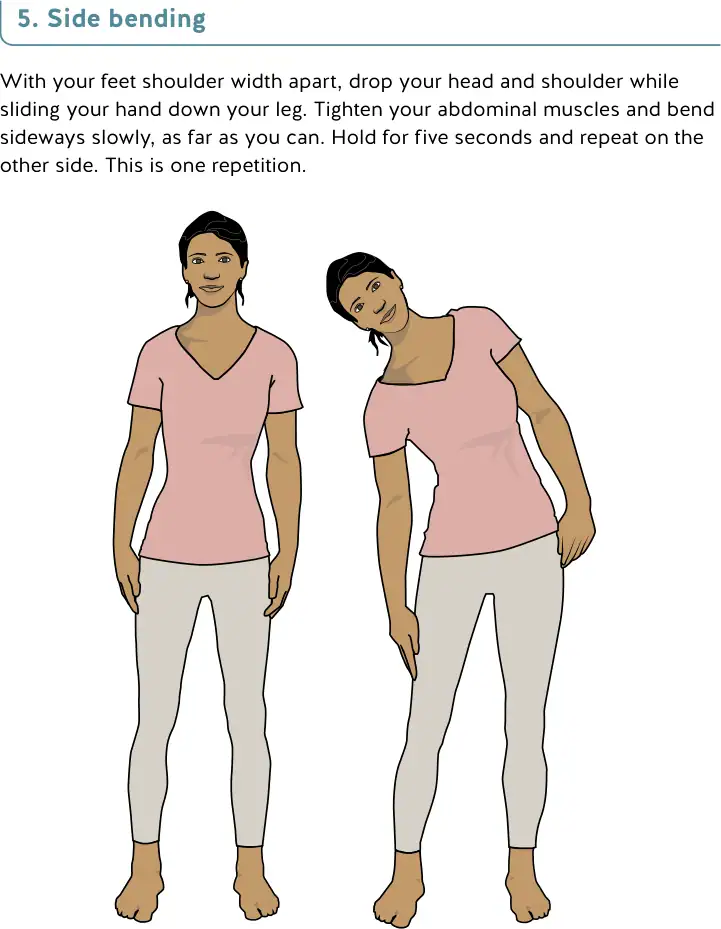 5. Side bending
With your feet shoulder width apart, drop your head and shoulder while
sliding your hand down your leg. Tighten your abdominal muscles and bend
sideways slowly, as far as you can. Hold for five seconds and repeat on the
other side. This is one repetition.